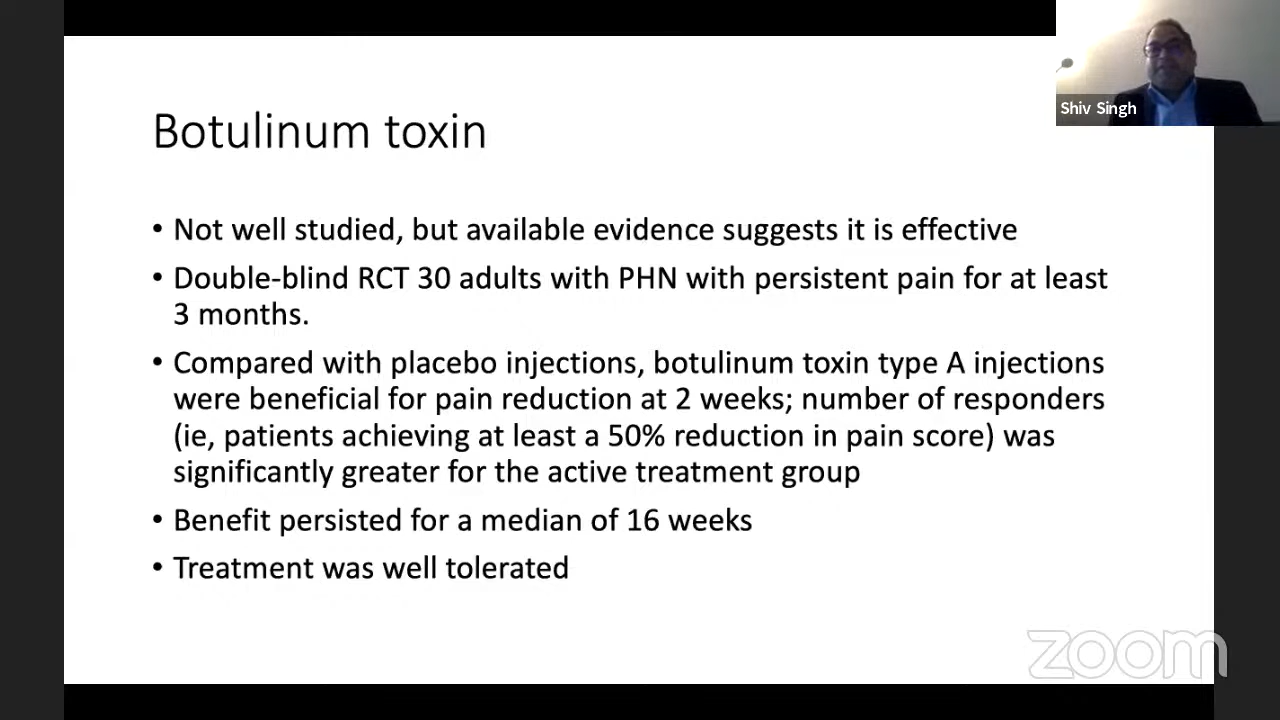 Shiv Singh
Botulinum toxin
• Not well studied, but available evidence suggests it is effective
• Double-blind RCT 30 adults with PHN with persistent pain for at least
3 months.
• Compared with placebo injections, botulinum toxin type A injections
were beneficial for pain reduction at 2 weeks; number of responders
(ie, patients achieving at least a 50% reduction in pain score) was
significantly greater for the active treatment group
• Benefit persisted for a median of 16 weeks
• Treatment was well tolerated
zoom